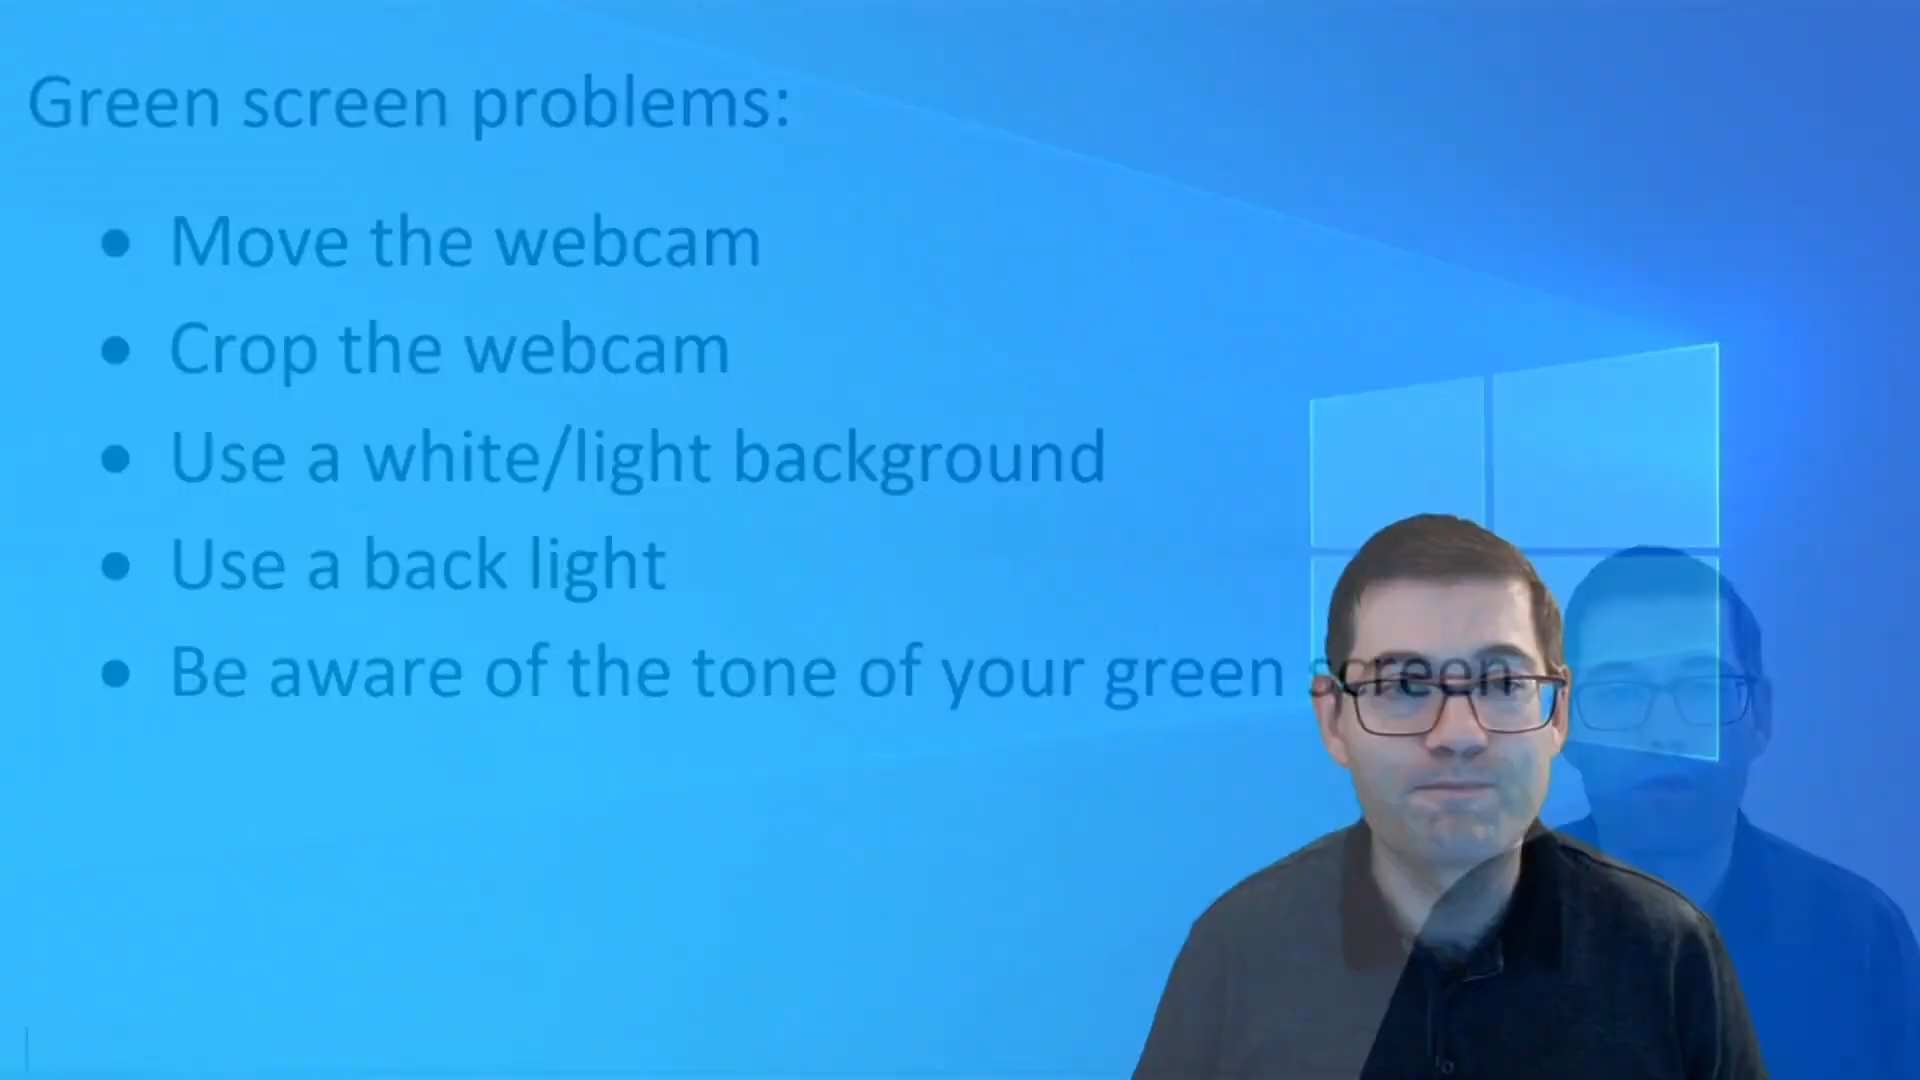 Green screen problems:
• Move the webcam
• Crop the webcam
• Use a white/light background
• Use a back light
• Be aware of the tone of your green screen